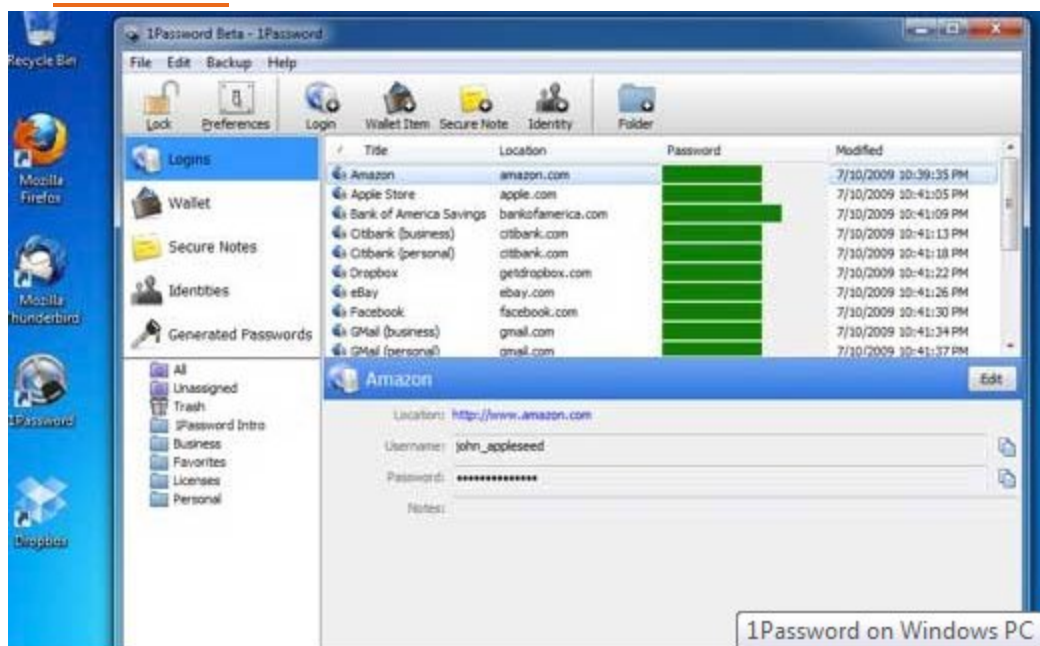 Recycle Bin
Mozilla
Firefox
Mozilla
Thunderbird
1Password
Dropbox
1Password Beta - 1Password
File Edit Backup Help
Lock Preferences Login Wallet Item Secure Note Identity Folder
Logins
Wallet
Secure Notes
Identities
Generated Passwords
All
Unassigned
Trash
1Password Intro
Business
Favorites
Licenses
Personal
Title Location Password Modified
Amazon amazon.com 7/10/2009 10:39:35 PM
Apple Store apple.com 7/10/2009 10:41:05 PM
Bank of America Savings bankofamerica.com 7/10/2009 10:41:09 PM
Citibank (business) citibank.com 7/10/2009 10:41:13 PM
Citibank (personal) citibank.com 7/10/2009 10:41:18 PM
Dropbox getdropbox.com 7/10/2009 10:41:22 PM
eBay ebay.com 7/10/2009 10:41:26 PM
Facebook facebook.com 7/10/2009 10:41:30 PM
GMail (business) gmail.com 7/10/2009 10:41:34 PM
GMail (personal) gmail.com 7/10/2009 10:41:37 PM
Amazon Edit
Location: http://www.amazon.com
Username: john_appleseed
Password: ••••••••••••••
Notes:
1Password on Windows PC